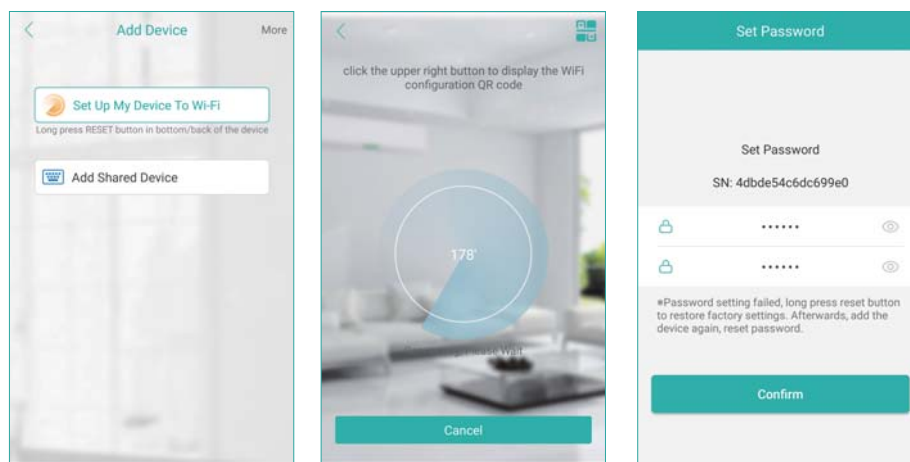 Add Device
More
Set Up My Device To Wi-Fi
Long press RESET button in bottom/back of the device
Add Shared Device
click the upper right button to display the WiFi
configuration QR code
178"
Wait
Cancel
Set Password
Set Password
SN: 4dbde54c6dc699e0
••••••
••••••
*Password setting failed, long press reset button
to restore factory settings. Afterwards, add the
device again, reset password.
Confirm